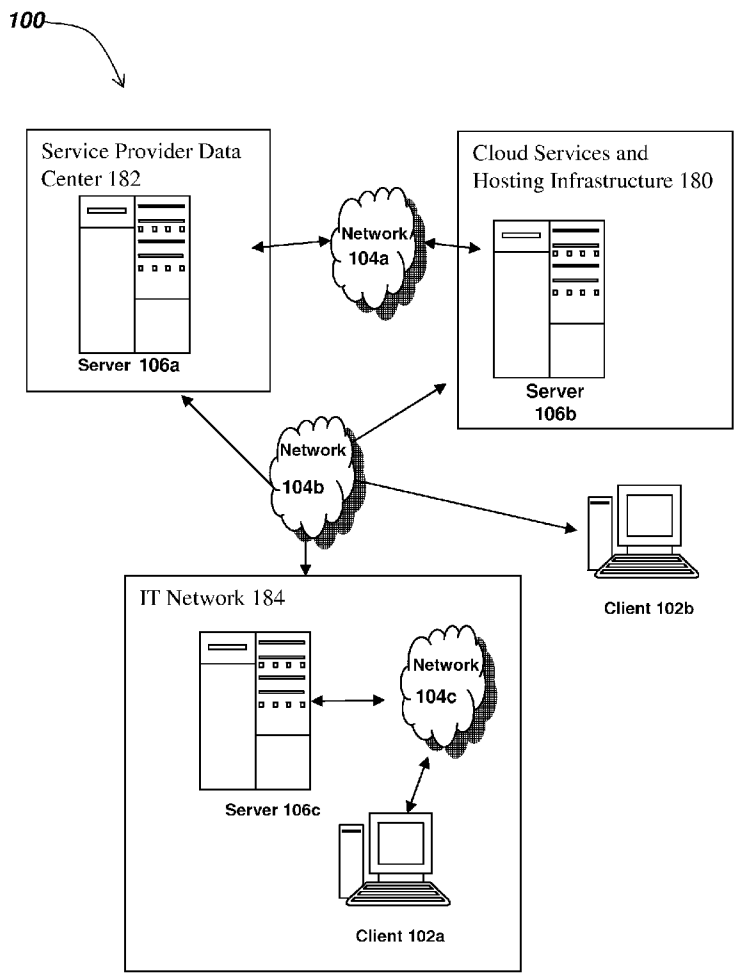 100
Service Provider Data
Center 182
Server 106a
Network
104a
Cloud Services and
Hosting Infrastructure 180
Server
106b
Network
104b
Client 102b
IT Network 184
Server 106c
Network
104c
Client 102a